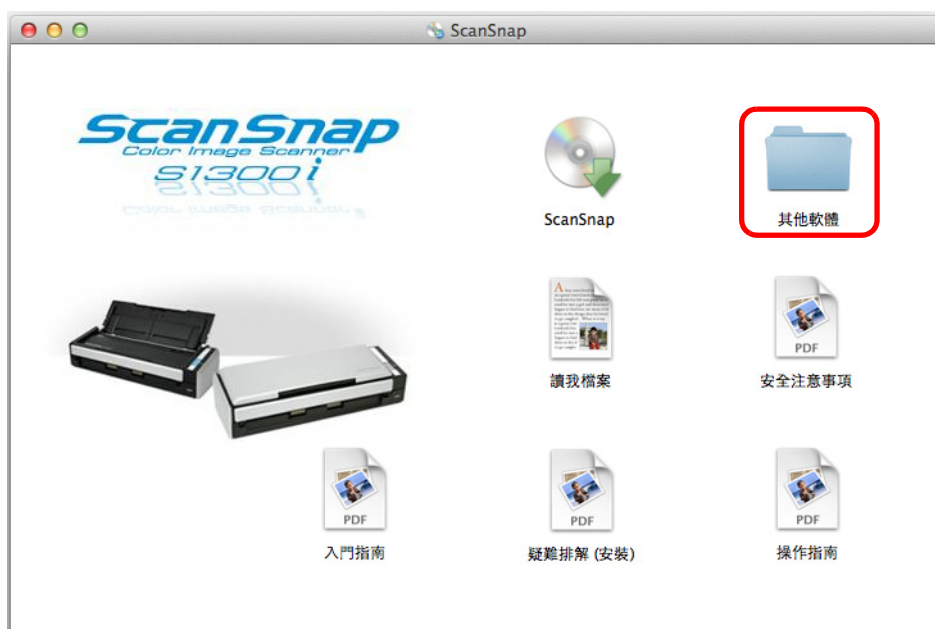 ScanSnap
ScanSnap
Color Image Scanner
S1300i
ScanSnap
其他軟體
讀我檔案
PDF
安全注意事項
PDF
入門指南
PDF
疑難排解 (安裝)
PDF
操作指南